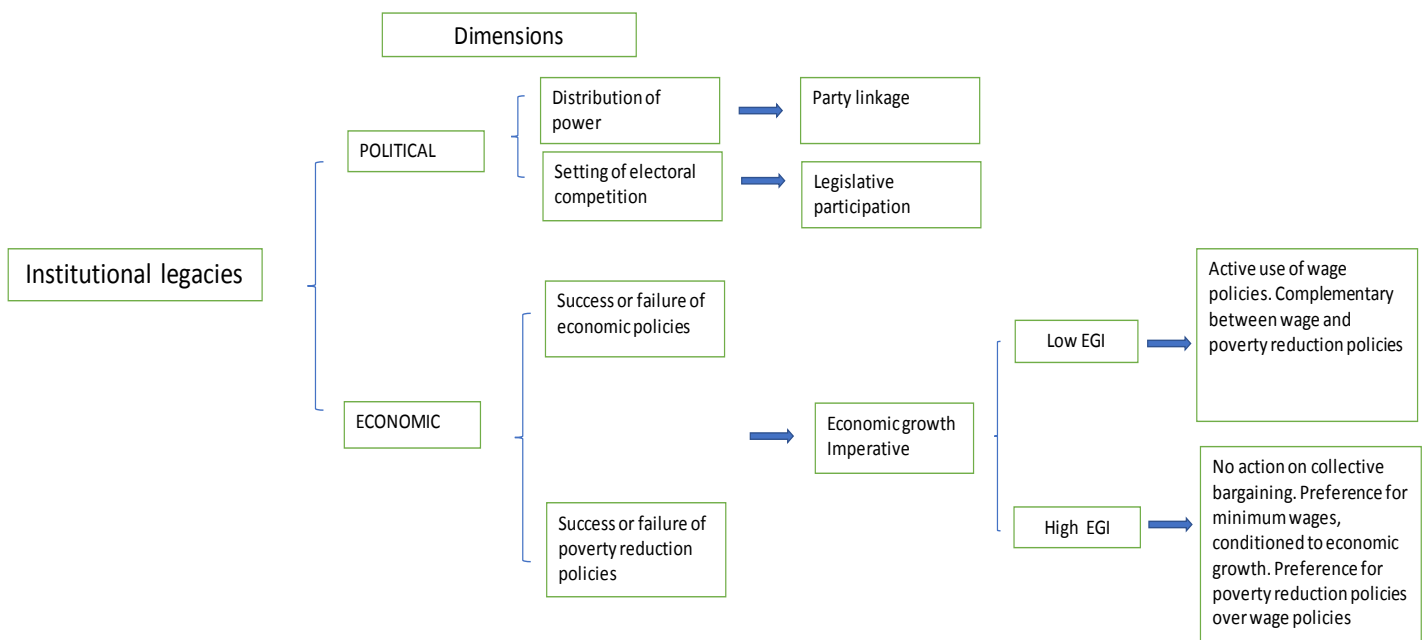 Dimensions
Distribution of
power
Party linkage
POLITICAL
Setting of electoral
competition
Legislative
participation
Institutional legacies
Success or failure of
economic policies
Active use of wage
policies. Complementary
between wage and
poverty reduction policies
Low EGI
ECONOMIC
Economic growth
Imperative
No action on collective
bargaining. Preference for
minimum wages,
conditioned to economic
growth. Preference for
poverty reduction policies
over wage policies
High EGI
Success or failure of
poverty reduction
policies